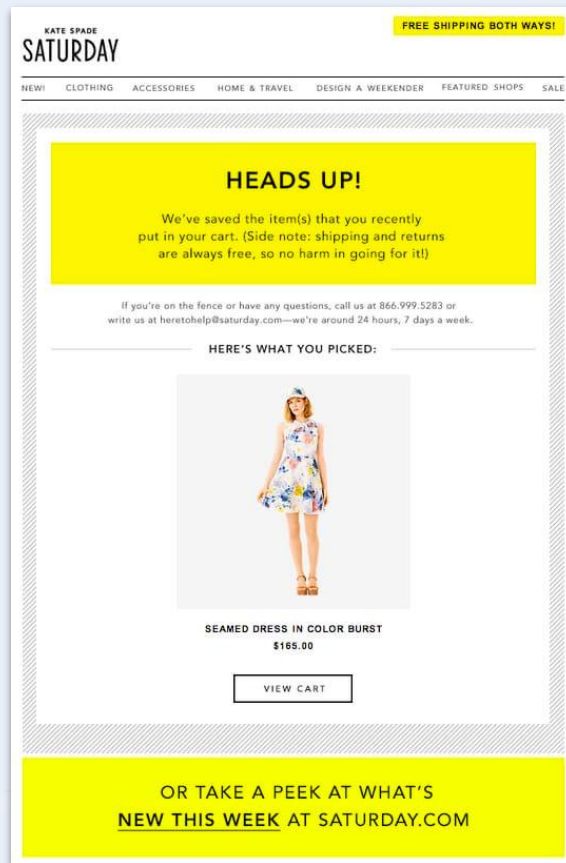 KATE SPADE
SATURDAY
FREE SHIPPING BOTH WAYS!
NEW! CLOTHING ACCESSORIES HOME & TRAVEL DESIGN A WEEKENDER FEATURED SHOPS SALE
HEADS UP!
We've saved the item(s) that you recently
put in your cart. (Side note: shipping and returns
are always free, so no harm in going for it!)
If you're on the fence or have any questions, call us at 866.999.5283 or
write us at heretohelp@saturday.com—we're around 24 hours, 7 days a week.
HERE'S WHAT YOU PICKED:
SEAMED DRESS IN COLOR BURST
$165.00
VIEW CART
OR TAKE A PEEK AT WHAT'S
NEW THIS WEEK AT SATURDAY.COM